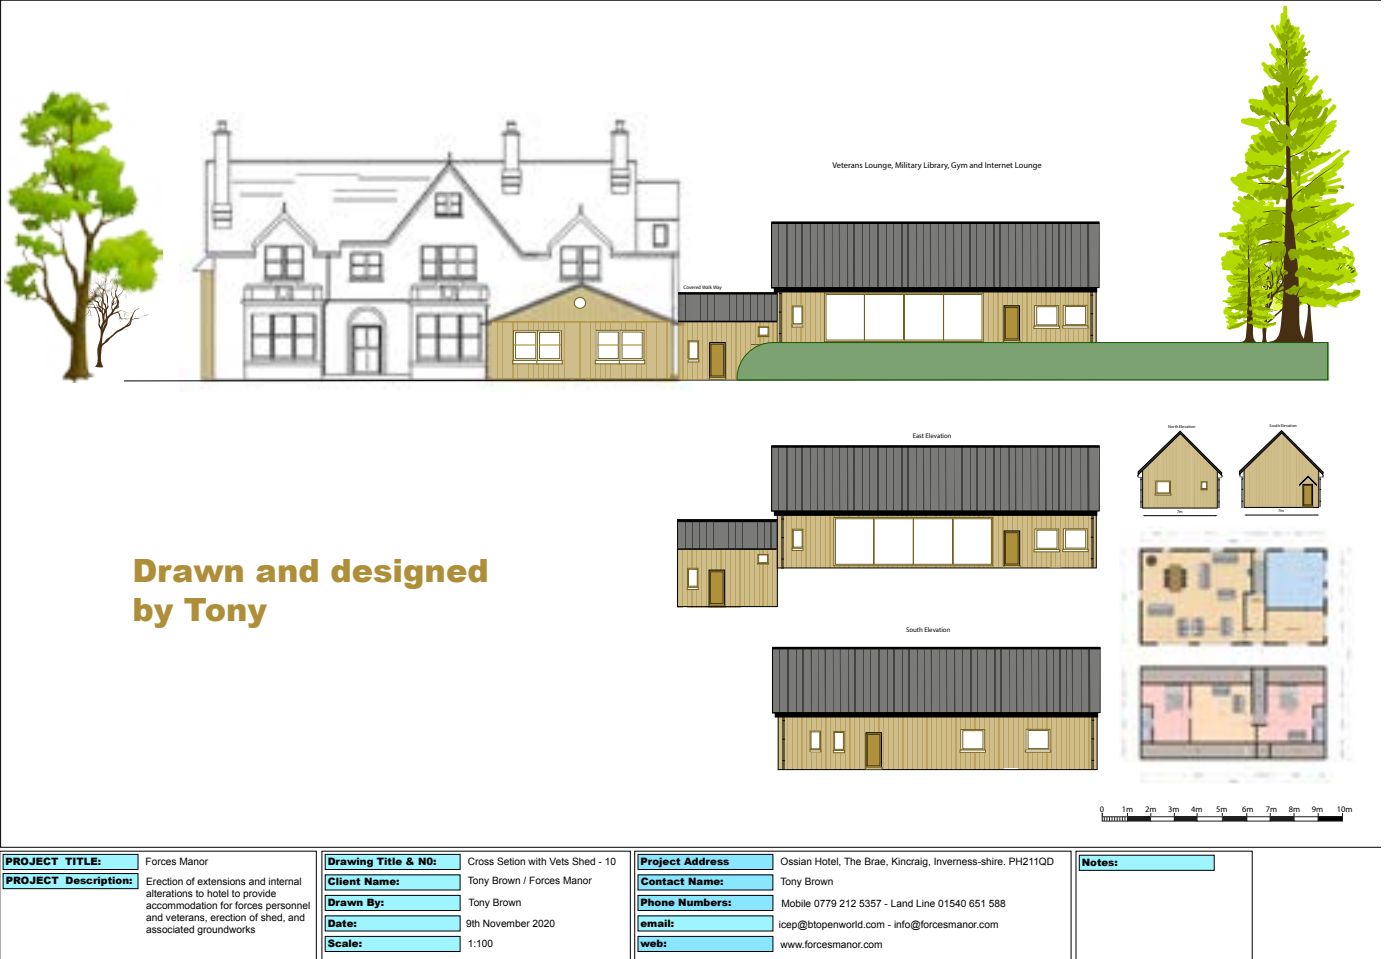 Veterans Lounge, Military Library, Gym and Internet Lounge
Covered Walk Way
East Elevation
North Elevation
South Elevation
3m
3m
Drawn and designed
by Tony
South Elevation
0 1m 2m 3m 4m 5m 6m 7m 8m 9m 10m
PROJECT TITLE: Forces Manor
PROJECT Description: Erection of extensions and internal
alterations to hotel to provide
accommodation for forces personnel
and veterans, erection of shed, and
associated groundworks
Drawing Title & N0: Cross Setion with Vets Shed - 10
Client Name: Tony Brown / Forces Manor
Drawn By: Tony Brown
Date: 9th November 2020
Scale: 1:100
Project Address Ossian Hotel, The Brae, Kincraig, Inverness-shire. PH211QD
Contact Name: Tony Brown
Phone Numbers: Mobile 0779 212 5357 - Land Line 01540 651 588
email: icep@btopenworld.com - info@forcesmanor.com
web: www.forcesmanor.com
Notes: